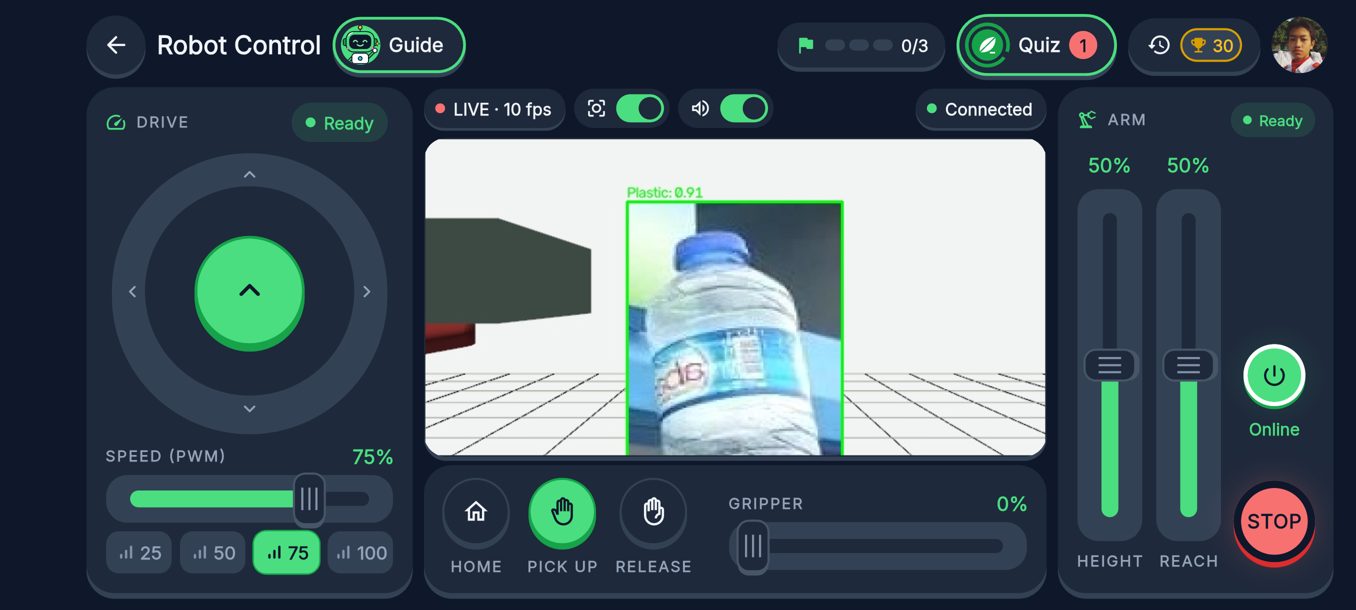 Robot Control
Guide
0/3
Quiz 1
30
DRIVE
Ready
LIVE · 10 fps
Connected
ARM
Ready
50% 50%
Plastic: 0.91
Online
SPEED (PWM) 75%
25 50 75 100
HOME PICK UP RELEASE
GRIPPER 0%
STOP
HEIGHT REACH